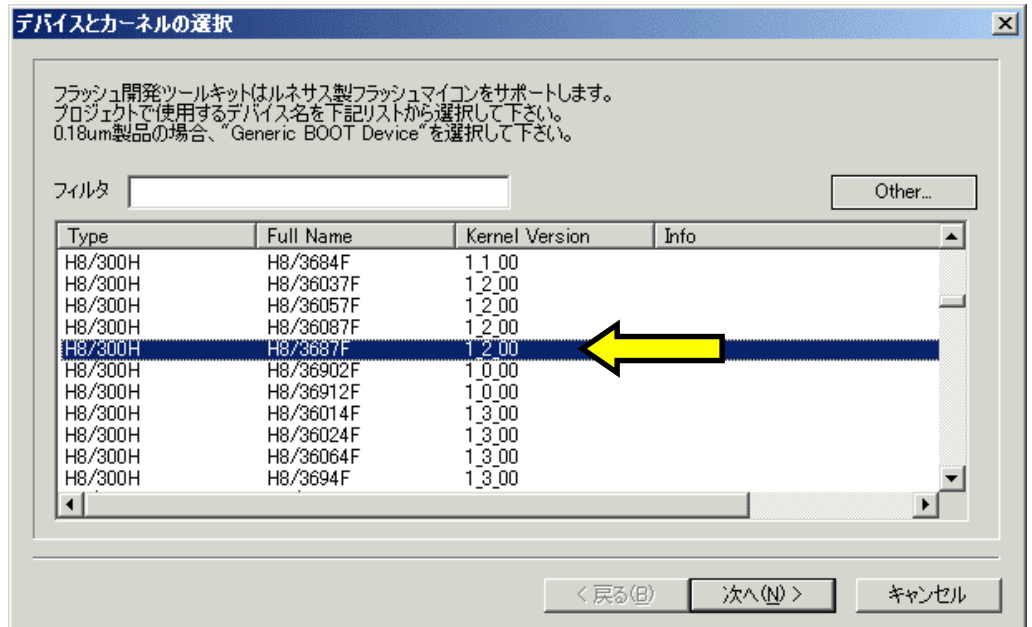 デバイスとカーネルの選択
フラッシュ開発ツールキットはルネサス製フラッシュマイコンをサポートします。
プロジェクトで使用するデバイス名を下記リストから選択して下さい。
0.18um製品の場合、"Generic BOOT Device"を選択して下さい。
フィルタ Other...
Type Full Name Kernel Version Info
H8/300H H8/3684F 1_1_00
H8/300H H8/36037F 1_2_00
H8/300H H8/36057F 1_2_00
H8/300H H8/36087F 1_2_00
H8/300H H8/3687F 1_2_00
H8/300H H8/36902F 1_0_00
H8/300H H8/36912F 1_0_00
H8/300H H8/36014F 1_3_00
H8/300H H8/36024F 1_3_00
H8/300H H8/36064F 1_3_00
H8/300H H8/3694F 1_3_00
< 戻る(B) 次へ(N) > キャンセル